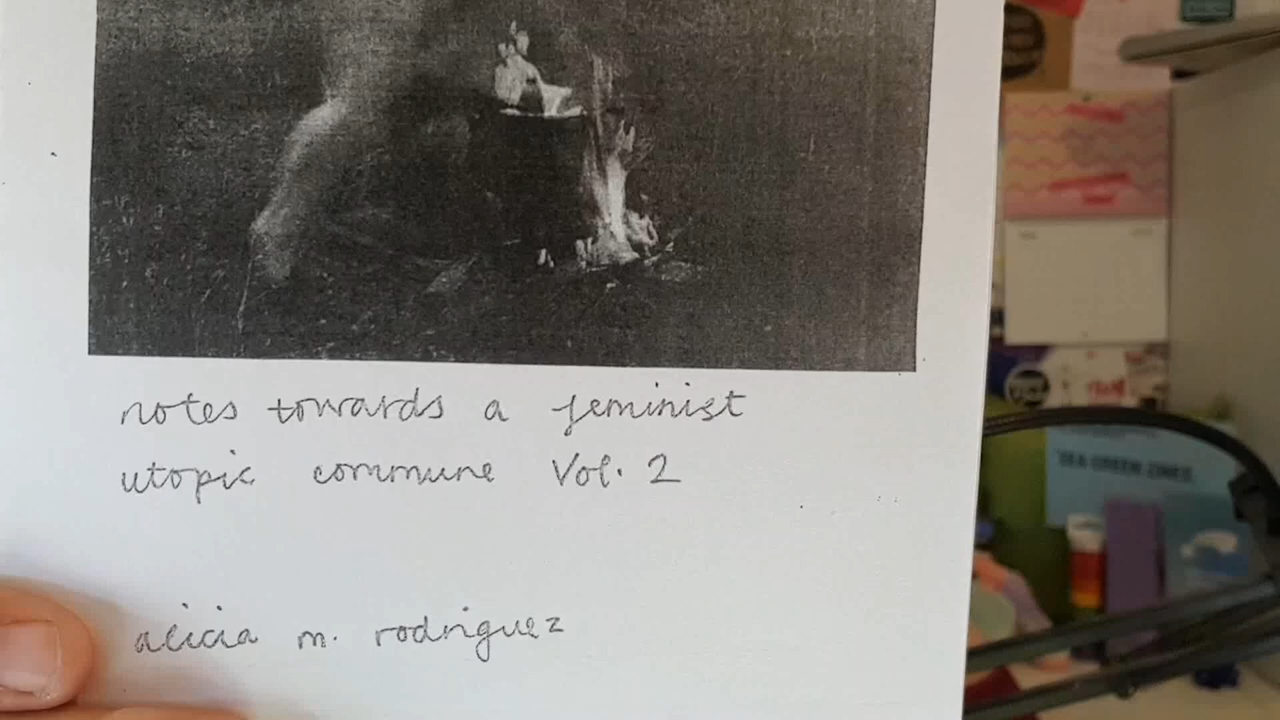 notes towards a feminist
utopic commune Vol. 2
alicia m. rodriguez
SEA GREEN ZINES